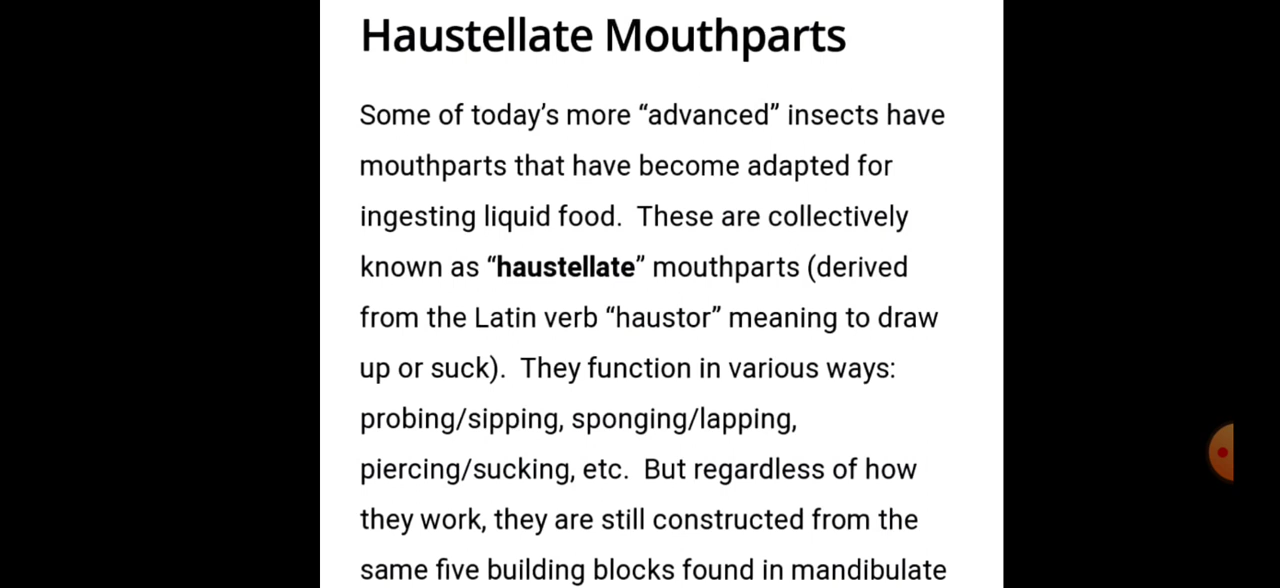 Haustellate Mouthparts
Some of today’s more “advanced” insects have
mouthparts that have become adapted for
ingesting liquid food.  These are collectively
known as “haustellate” mouthparts (derived
from the Latin verb “haustor” meaning to draw
up or suck).  They function in various ways:
probing/sipping, sponging/lapping,
piercing/sucking, etc.  But regardless of how
they work, they are still constructed from the
same five building blocks found in mandibulate